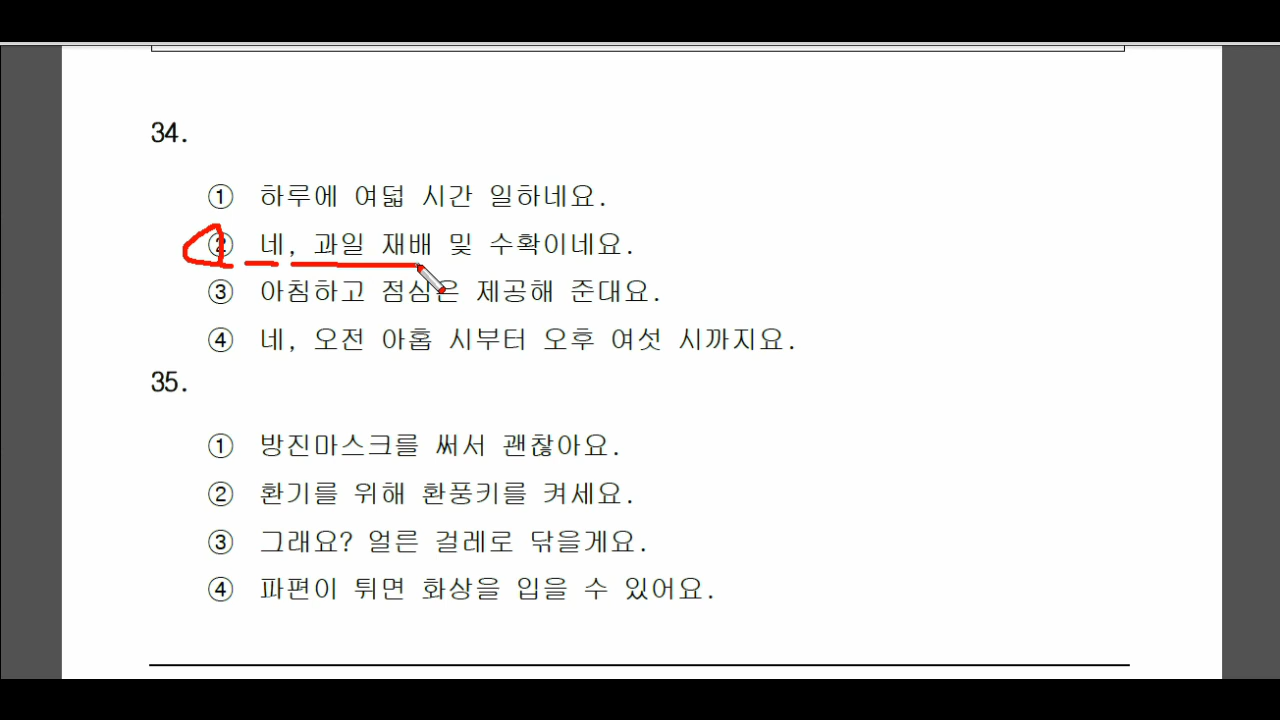 34.
① 하루에 여덟 시간 일하네요.
② 네, 과일 재배 및 수확이네요.
③ 아침하고 점심은 제공해 준대요.
④ 네, 오전 아홉 시부터 오후 여섯 시까지요.
35.
① 방진마스크를 써서 괜찮아요.
② 환기를 위해 환풍키를 켜세요.
③ 그래요? 얼른 걸레로 닦을게요.
④ 파편이 튀면 화상을 입을 수 있어요.